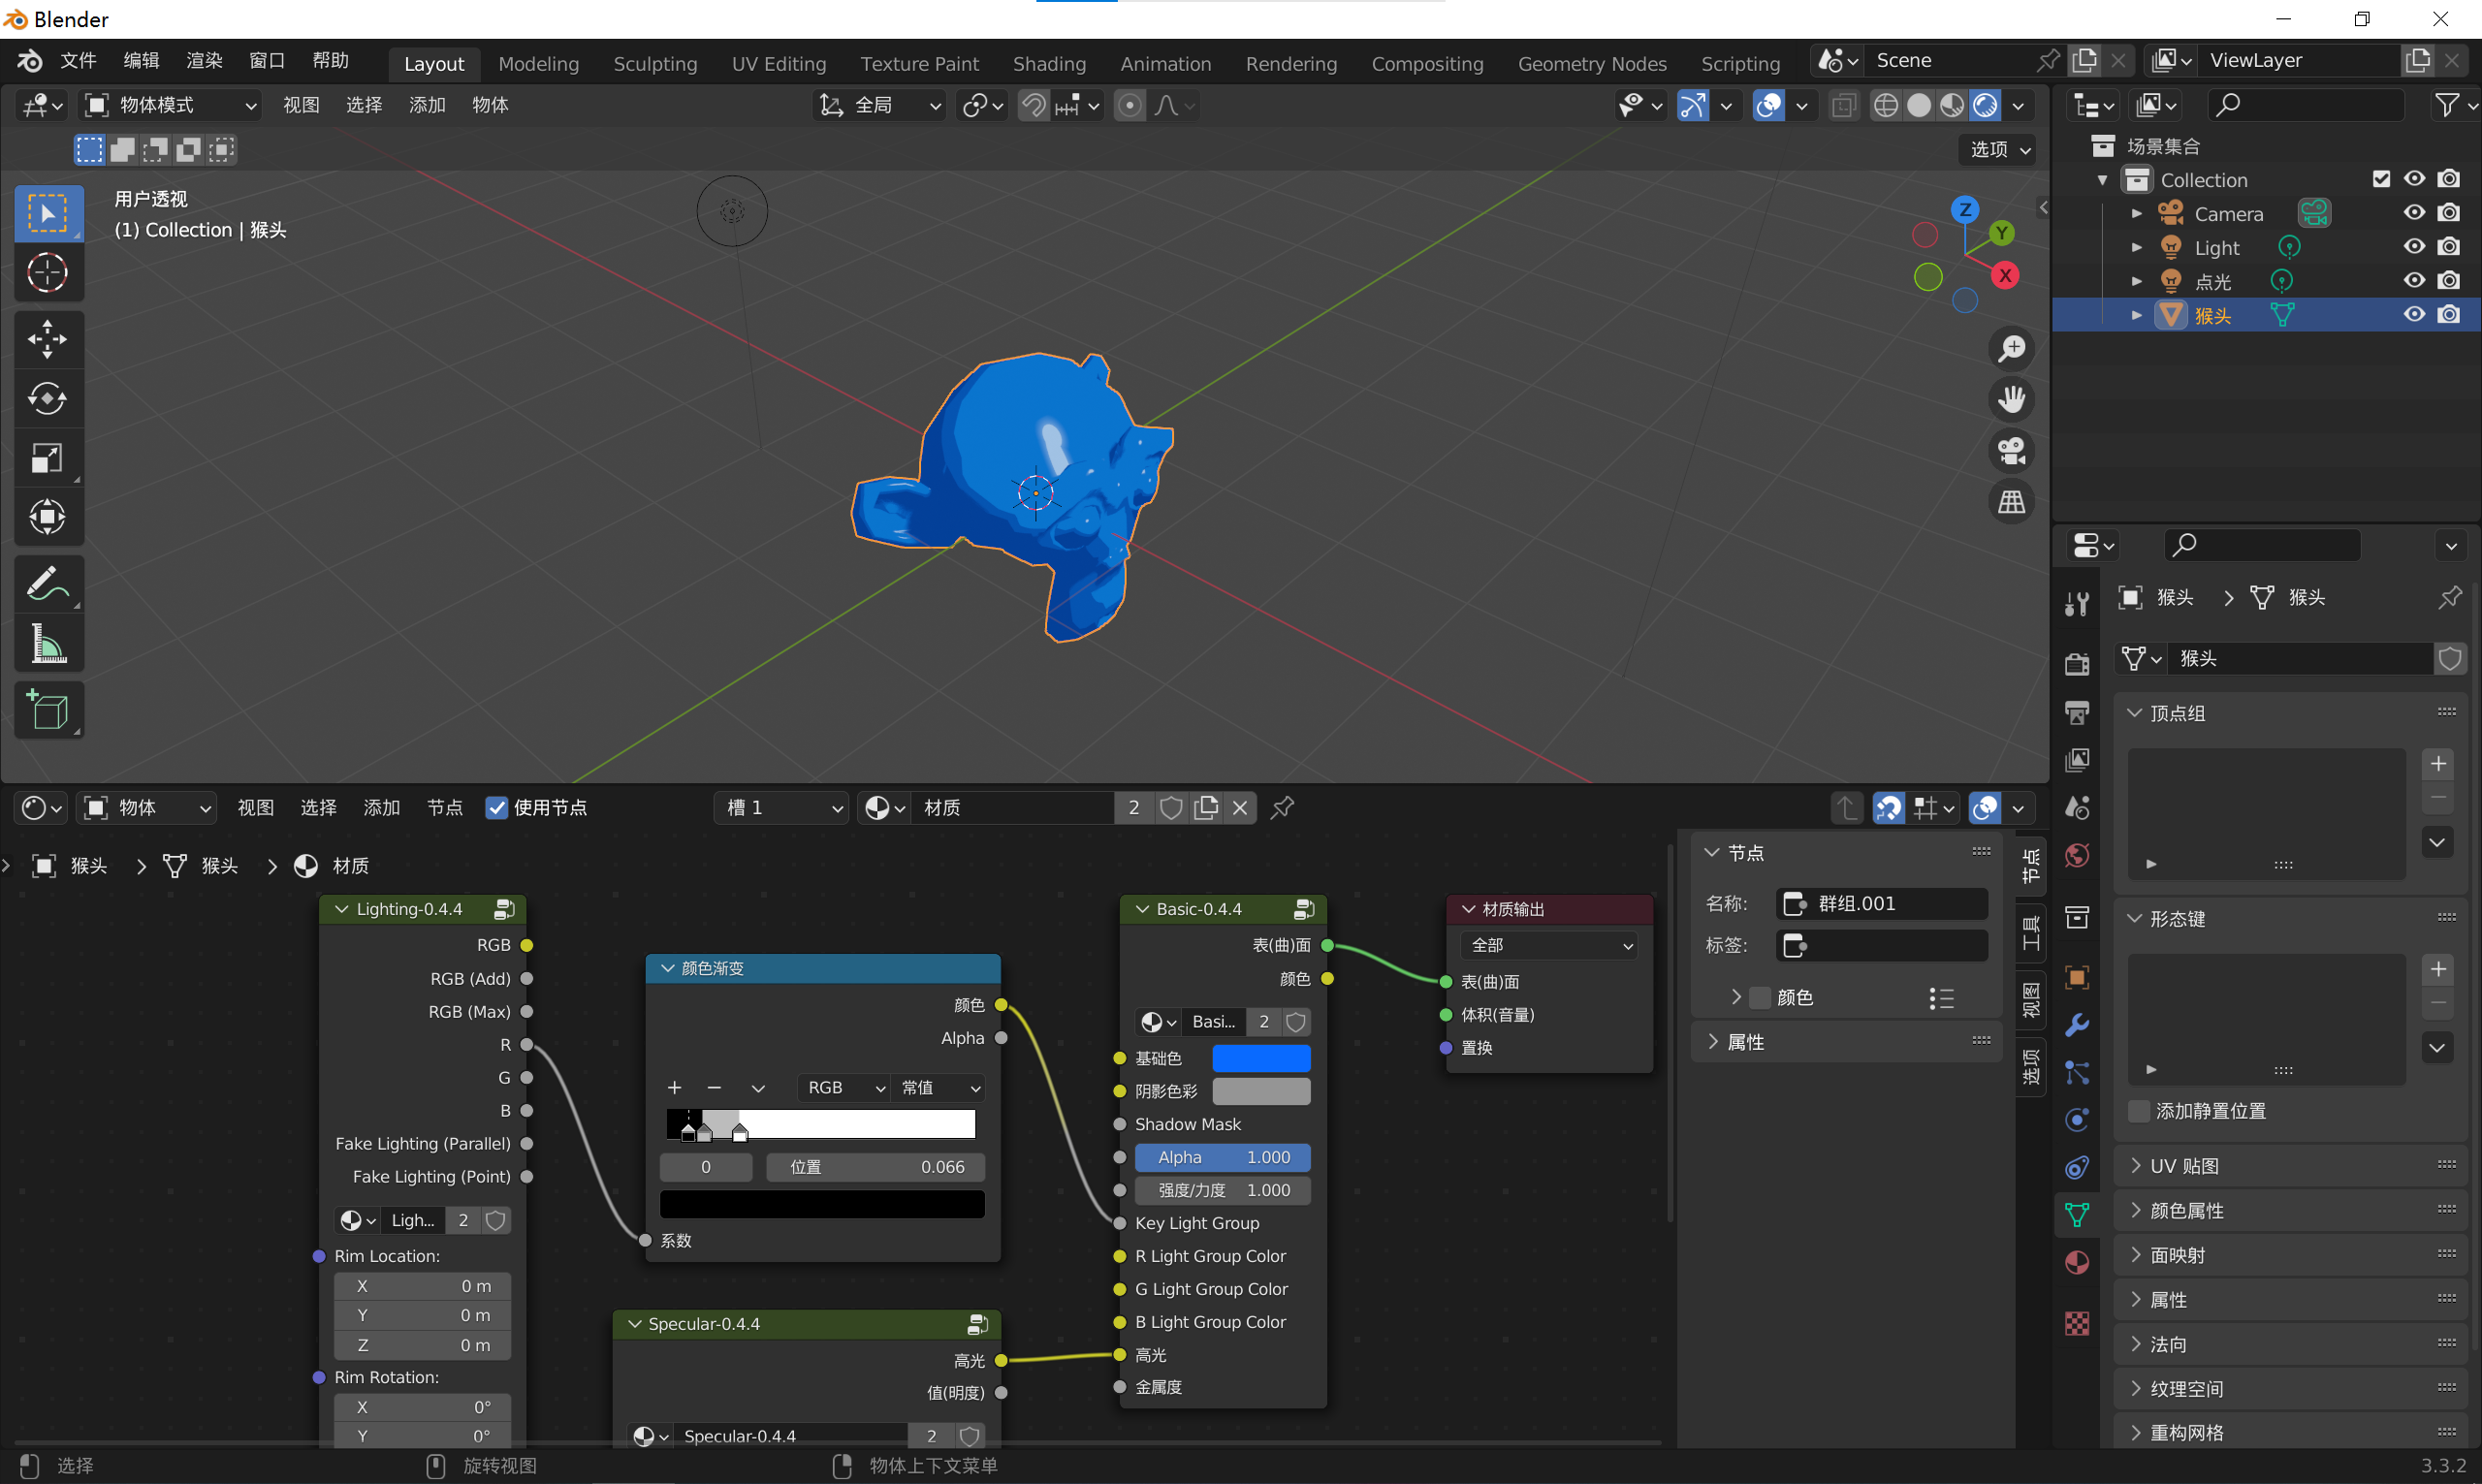 Blender
文件 编辑 渲染 窗口 帮助 Layout Modeling Sculpting UV Editing Texture Paint Shading Animation Rendering Compositing Geometry Nodes Scripting Scene ViewLayer
物体模式 视图 选择 添加 物体 全局
选项
用户透视
(1) Collection | 猴头
Z
Y
X
场景集合
Collection
Camera
Light
点光
猴头
猴头 猴头
猴头
顶点组
形态键
添加静置位置
UV 贴图
颜色属性
面映射
属性
法向
纹理空间
重构网格
物体 视图 选择 添加 节点 使用节点 槽 1 材质 2
猴头 猴头 材质
Lighting-0.4.4
RGB
RGB (Add)
RGB (Max)
R
G
B
Fake Lighting (Parallel)
Fake Lighting (Point)
Ligh... 2
Rim Location:
X 0 m
Y 0 m
Z 0 m
Rim Rotation:
X 0°
Y 0°
颜色渐变
颜色
Alpha
RGB 常值
0 位置 0.066
系数
Specular-0.4.4
高光
值(明度)
Specular-0.4.4 2
Basic-0.4.4
表(曲)面
颜色
Basi... 2
基础色
阴影色彩
Shadow Mask
Alpha 1.000
强度/力度 1.000
Key Light Group
R Light Group Color
G Light Group Color
B Light Group Color
高光
金属度
材质输出
全部
表(曲)面
体积(音量)
置换
节点
名称: 群组.001
标签:
颜色
属性
节点
工具
视图
选项
选择 旋转视图 物体上下文菜单 3.3.2